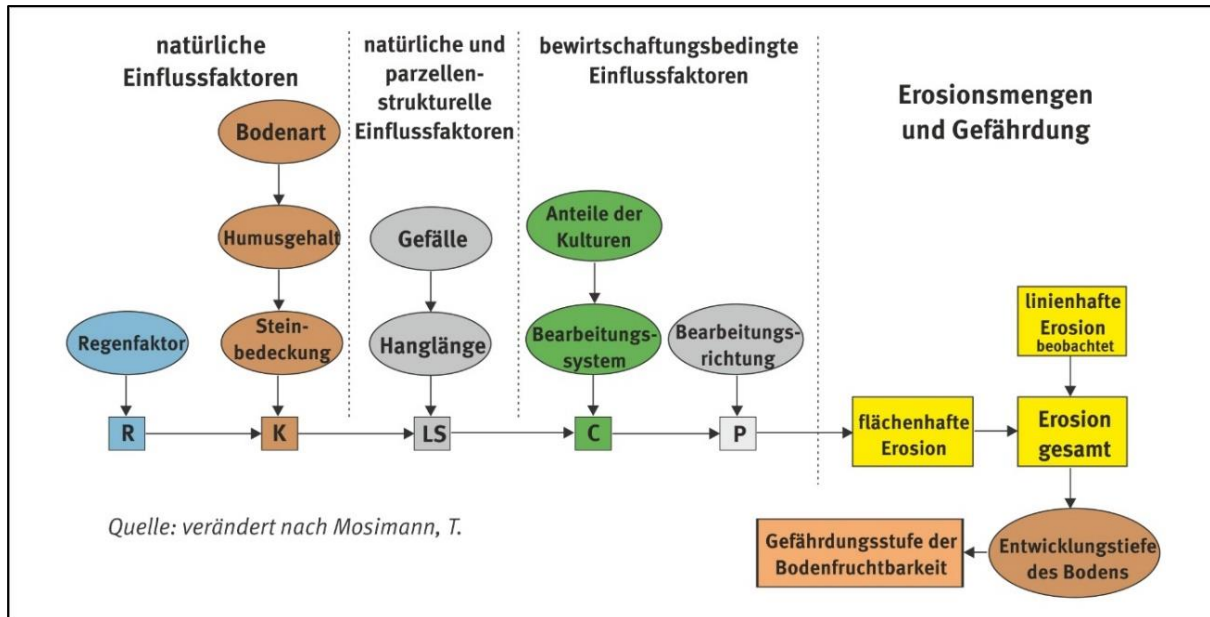 natürliche
Einflussfaktoren
natürliche und
parzellen-
strukturelle
Einflussfaktoren
bewirtschaftungsbedingte
Einflussfaktoren
Erosionsmengen
und Gefährdung
Bodenart
Humusgehalt
Stein-
bedeckung
Regenfaktor
Gefälle
Hanglänge
Anteile der
Kulturen
Bearbeitungs-
system
Bearbeitungs-
richtung
R
K
LS
C
P
linienhafte
Erosion
beobachtet
flächenhafte
Erosion
Erosion
gesamt
Entwicklungstiefe
des Bodens
Gefährdungsstufe der
Bodenfruchtbarkeit
Quelle: verändert nach Mosimann, T.